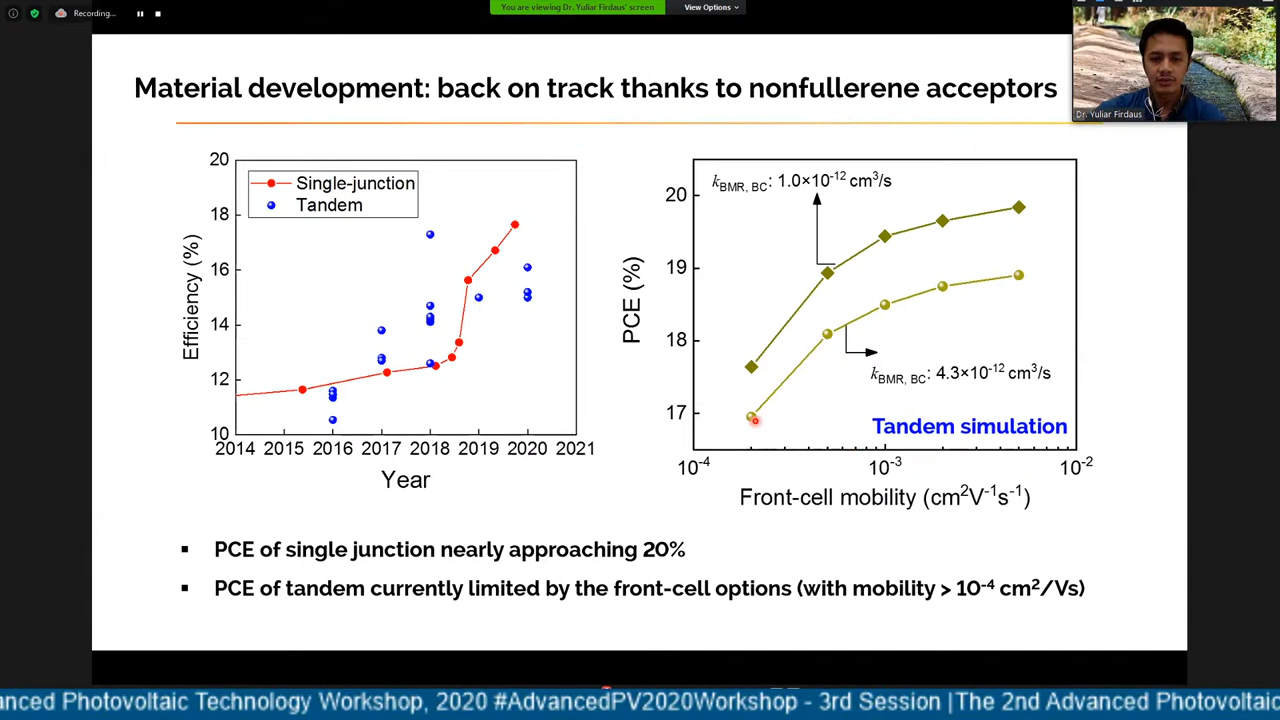 Recording...
You are viewing Dr. Yuliar Firdaus' screen
View Options
Dr. Yuliar Firdaus
Material development: back on track thanks to nonfullerene acceptors
20
18
16
14
12
10
Efficiency (%)
Single-junction
Tandem
2014 2015 2016 2017 2018 2019 2020 2021
Year
20
19
18
17
PCE (%)
kBMR, BC: 1.0×10⁻¹² cm³/s
kBMR, BC: 4.3×10⁻¹² cm³/s
Tandem simulation
10⁻⁴ 10⁻³ 10⁻²
Front-cell mobility (cm²V⁻¹s⁻¹)
▪ PCE of single junction nearly approaching 20%
▪ PCE of tandem currently limited by the front-cell options (with mobility > 10⁻⁴ cm²/Vs)
anced Photovoltaic Technology Workshop, 2020 #AdvancedPV2020Workshop - 3rd Session |The 2nd Advanced Photovoltaic